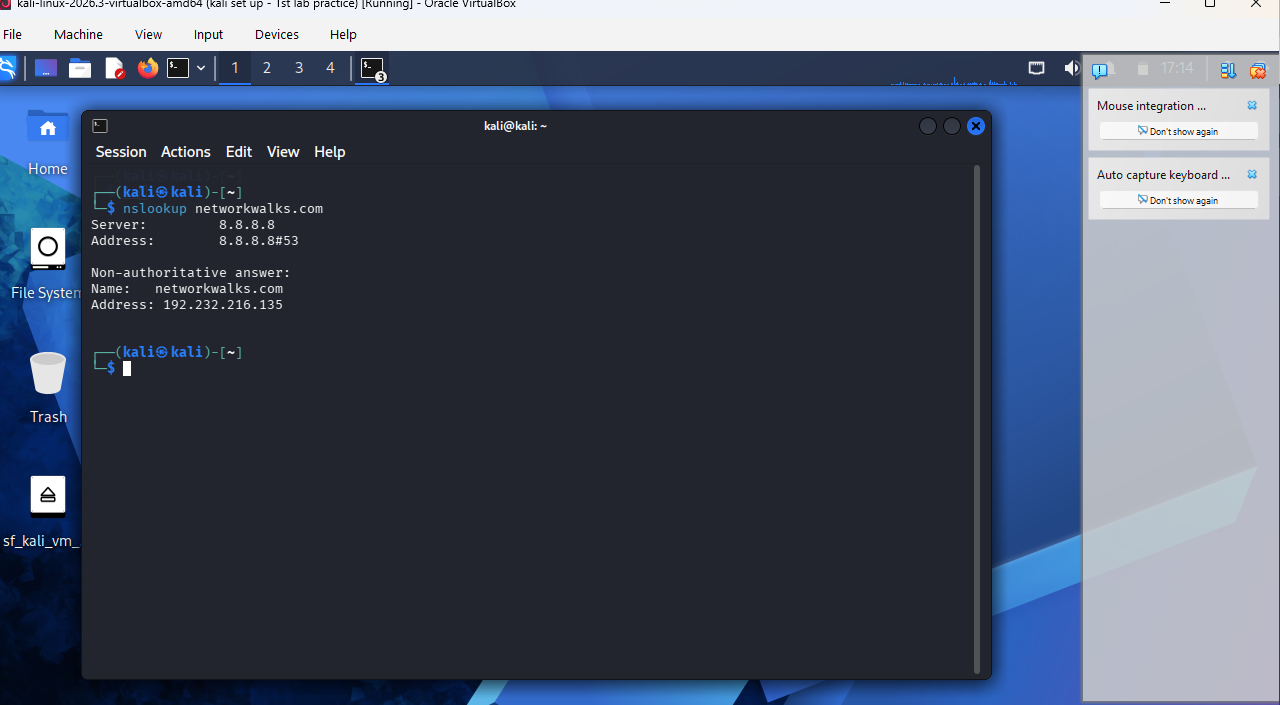 kali-linux-2026.3-virtualbox-amd64 (kali set up - 1st lab practice) [Running] - Oracle VirtualBox
File Machine View Input Devices Help
1 2 3 4 3 17:14
Mouse integration ...
Don't show again
Auto capture keyboard ...
Don't show again
Home
File System
Trash
sf_kali_vm_
kali@kali: ~
Session Actions Edit View Help
┌──(kali㉿kali)-[~]
└─$ nslookup networkwalks.com
Server: 8.8.8.8
Address: 8.8.8.8#53
Non-authoritative answer:
Name: networkwalks.com
Address: 192.232.216.135
┌──(kali㉿kali)-[~]
└─$